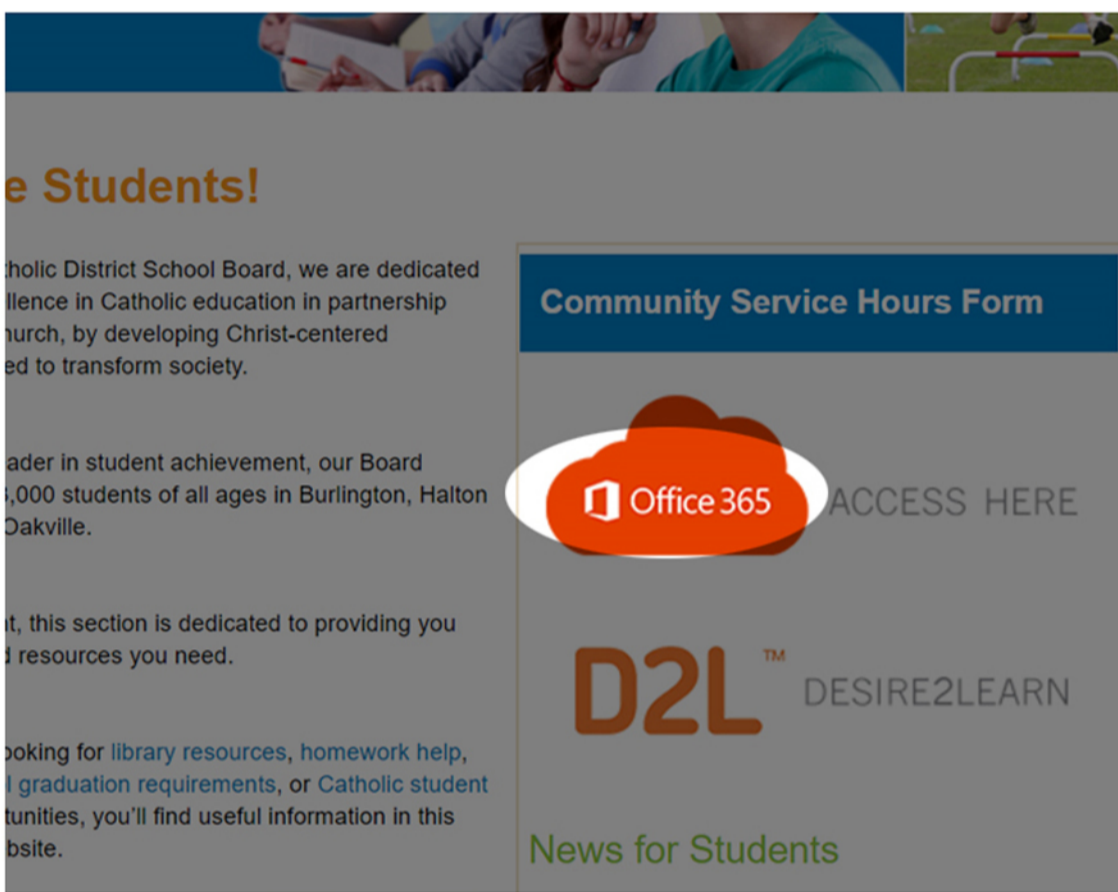 e Students!
tholic District School Board, we are dedicated
llence in Catholic education in partnership
hurch, by developing Christ-centered
ed to transform society.
ader in student achievement, our Board
,000 students of all ages in Burlington, Halton
Oakville.
nt, this section is dedicated to providing you
d resources you need.
ooking for library resources, homework help,
l graduation requirements, or Catholic student
tunities, you'll find useful information in this
bsite.
Community Service Hours Form
Office 365 ACCESS HERE
D2L™ DESIRE2LEARN
News for Students